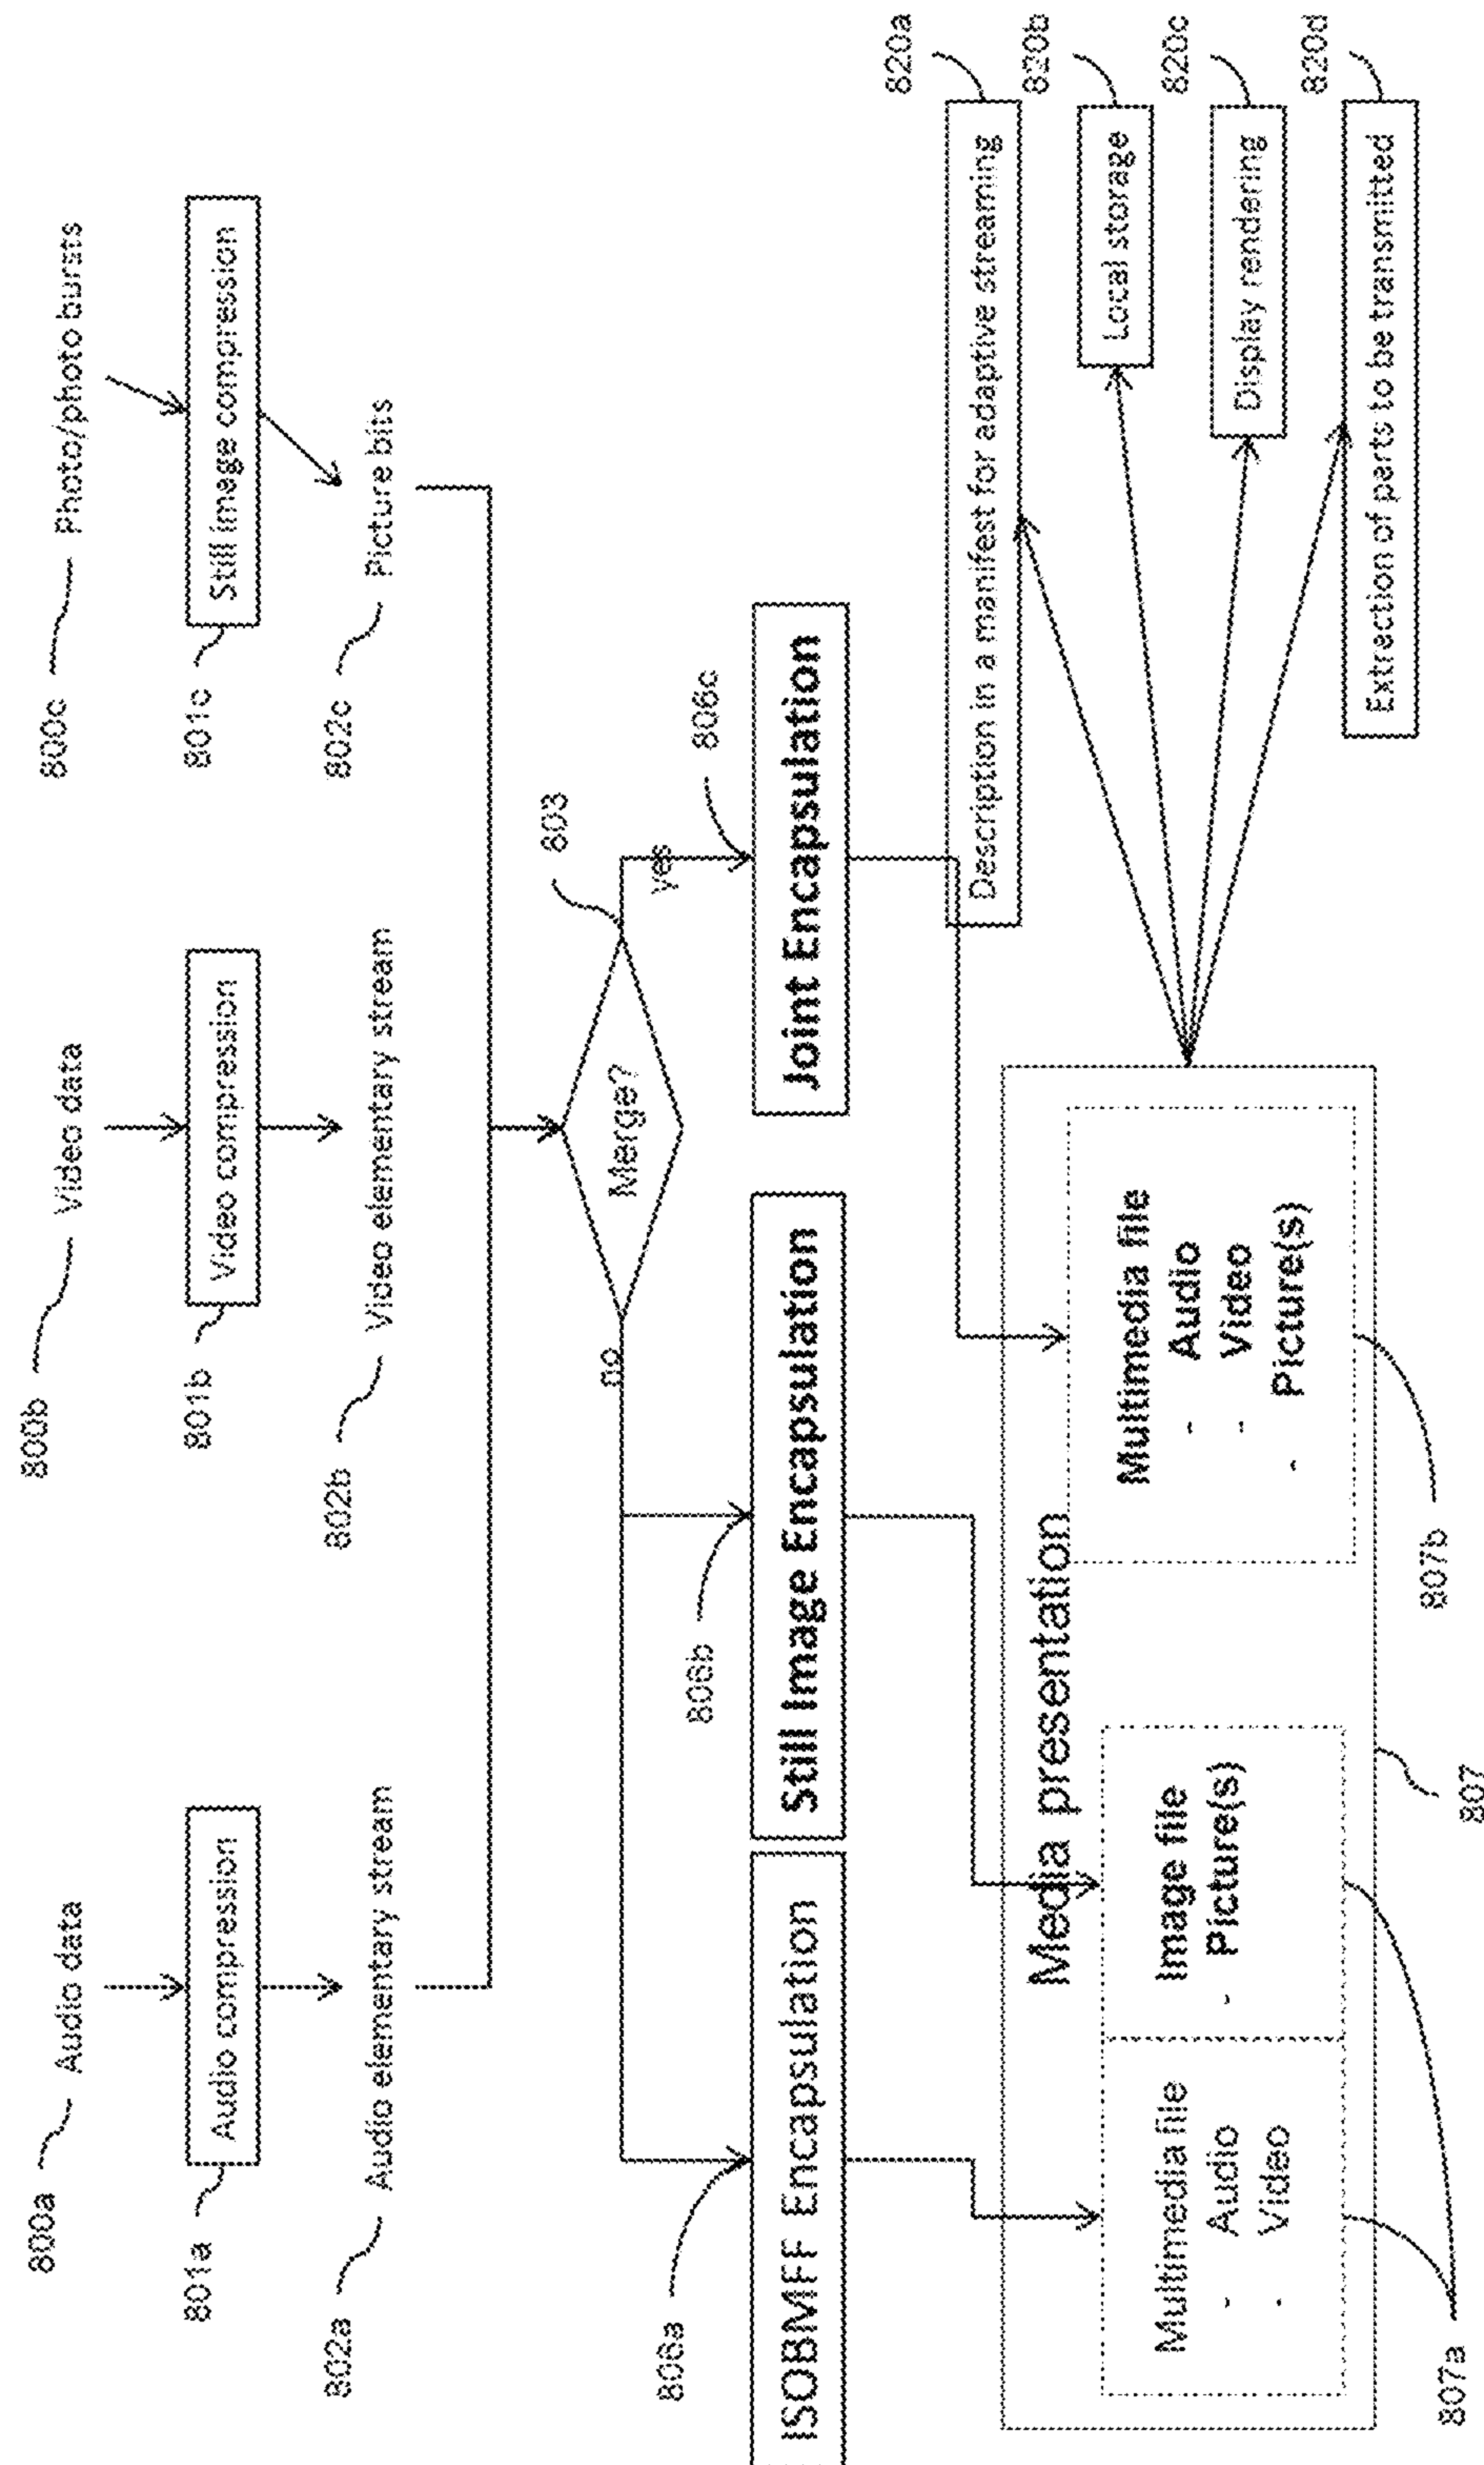 800a
Audio data
800b
Video data
800c
Photo/photo bursts
801a
Audio compression
801b
Video compression
801c
Still image compression
802a
Audio elementary stream
802b
Video elementary stream
802c
Picture bits
803
Merge?
no
yes
806a
806b
806c
ISOBMFF Encapsulation
Still Image Encapsulation
Joint Encapsulation
Media presentation
Multimedia file
- Audio
- Video
Image file
- Picture(s)
Multimedia file
- Audio
- Video
- Picture(s)
807a
807
807b
820a
Description in a manifest for adaptive streaming
820b
Local storage
820c
Display rendering
820d
Extrection of parts to be transmitted